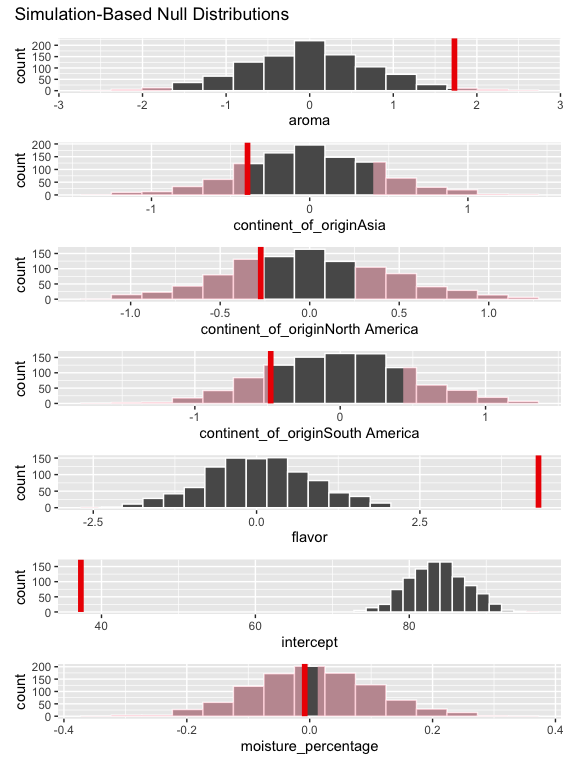 Simulation-Based Null Distributions
count
200
150
100
50
0
-3 -2 -1 0 1 2 3
aroma
count
200
150
100
50
0
-1 0 1
continent_of_originAsia
count
150
100
50
0
-1.0 -0.5 0.0 0.5 1.0
continent_of_originNorth America
count
150
100
50
0
-1 0 1
continent_of_originSouth America
count
150
100
50
0
-2.5 0.0 2.5
flavor
count
150
100
50
0
40 60 80
intercept
count
200
150
100
50
0
-0.4 -0.2 0.0 0.2 0.4
moisture_percentage